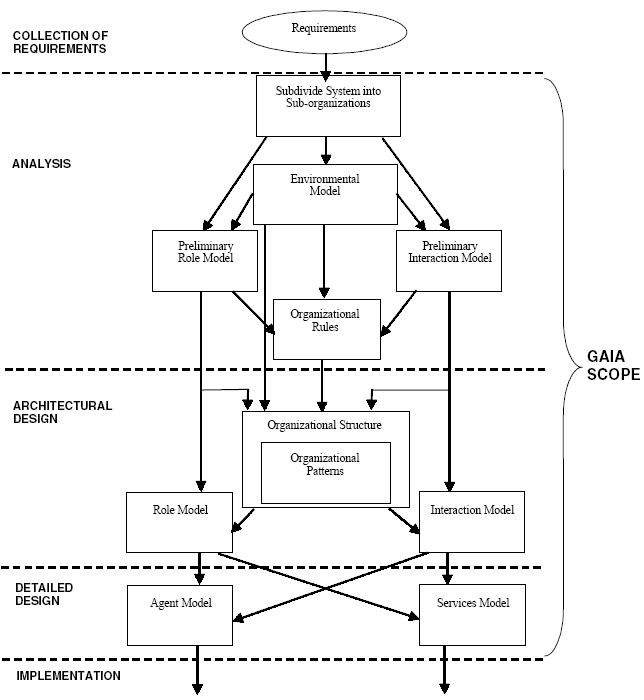 COLLECTION OF
REQUIREMENTS
Requirements
Subdivide System into
Sub-organizations
ANALYSIS
Environmental
Model
Preliminary
Role Model
Preliminary
Interaction Model
Organizational
Rules
GAIA
SCOPE
ARCHITECTURAL
DESIGN
Organizational Structure
Organizational
Patterns
Role Model
Interaction Model
DETAILED
DESIGN
Agent Model
Services Model
IMPLEMENTATION